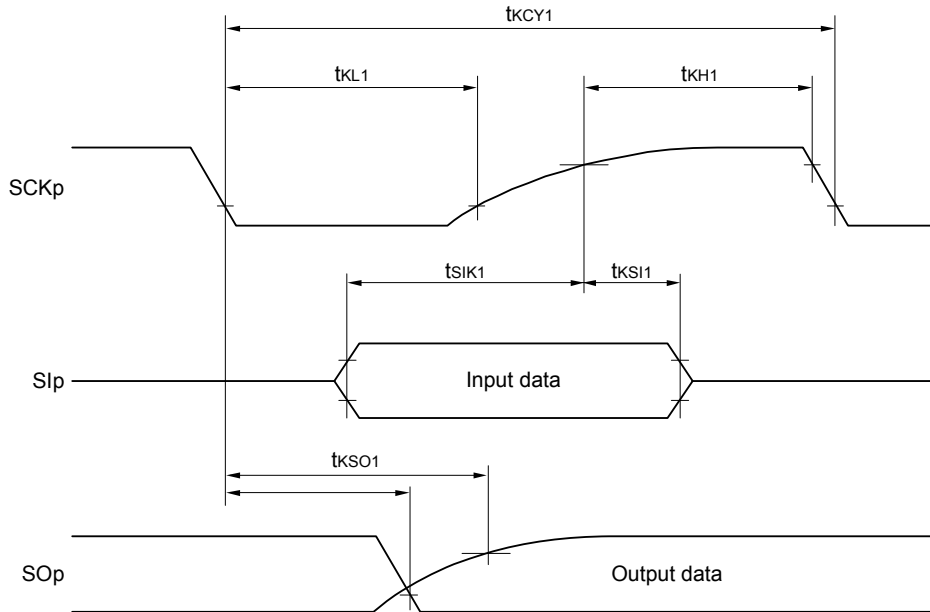 tKCY1
tKL1
tKH1
SCKp
tSIK1
tKSI1
SIp
Input data
tKSO1
SOp
Output data